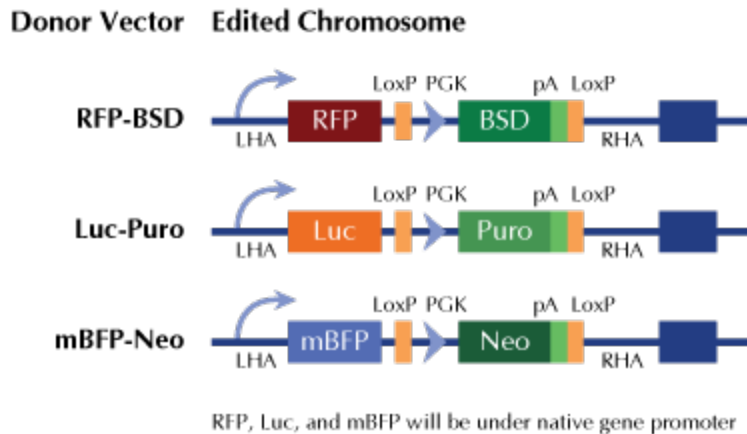 Donor Vector Edited Chromosome
LoxP PGK pA LoxP
RFP-BSD RFP BSD
LHA RHA
LoxP PGK pA LoxP
Luc-Puro Luc Puro
LHA RHA
LoxP PGK pA LoxP
mBFP-Neo mBFP Neo
LHA RHA
RFP, Luc, and mBFP will be under native gene promoter